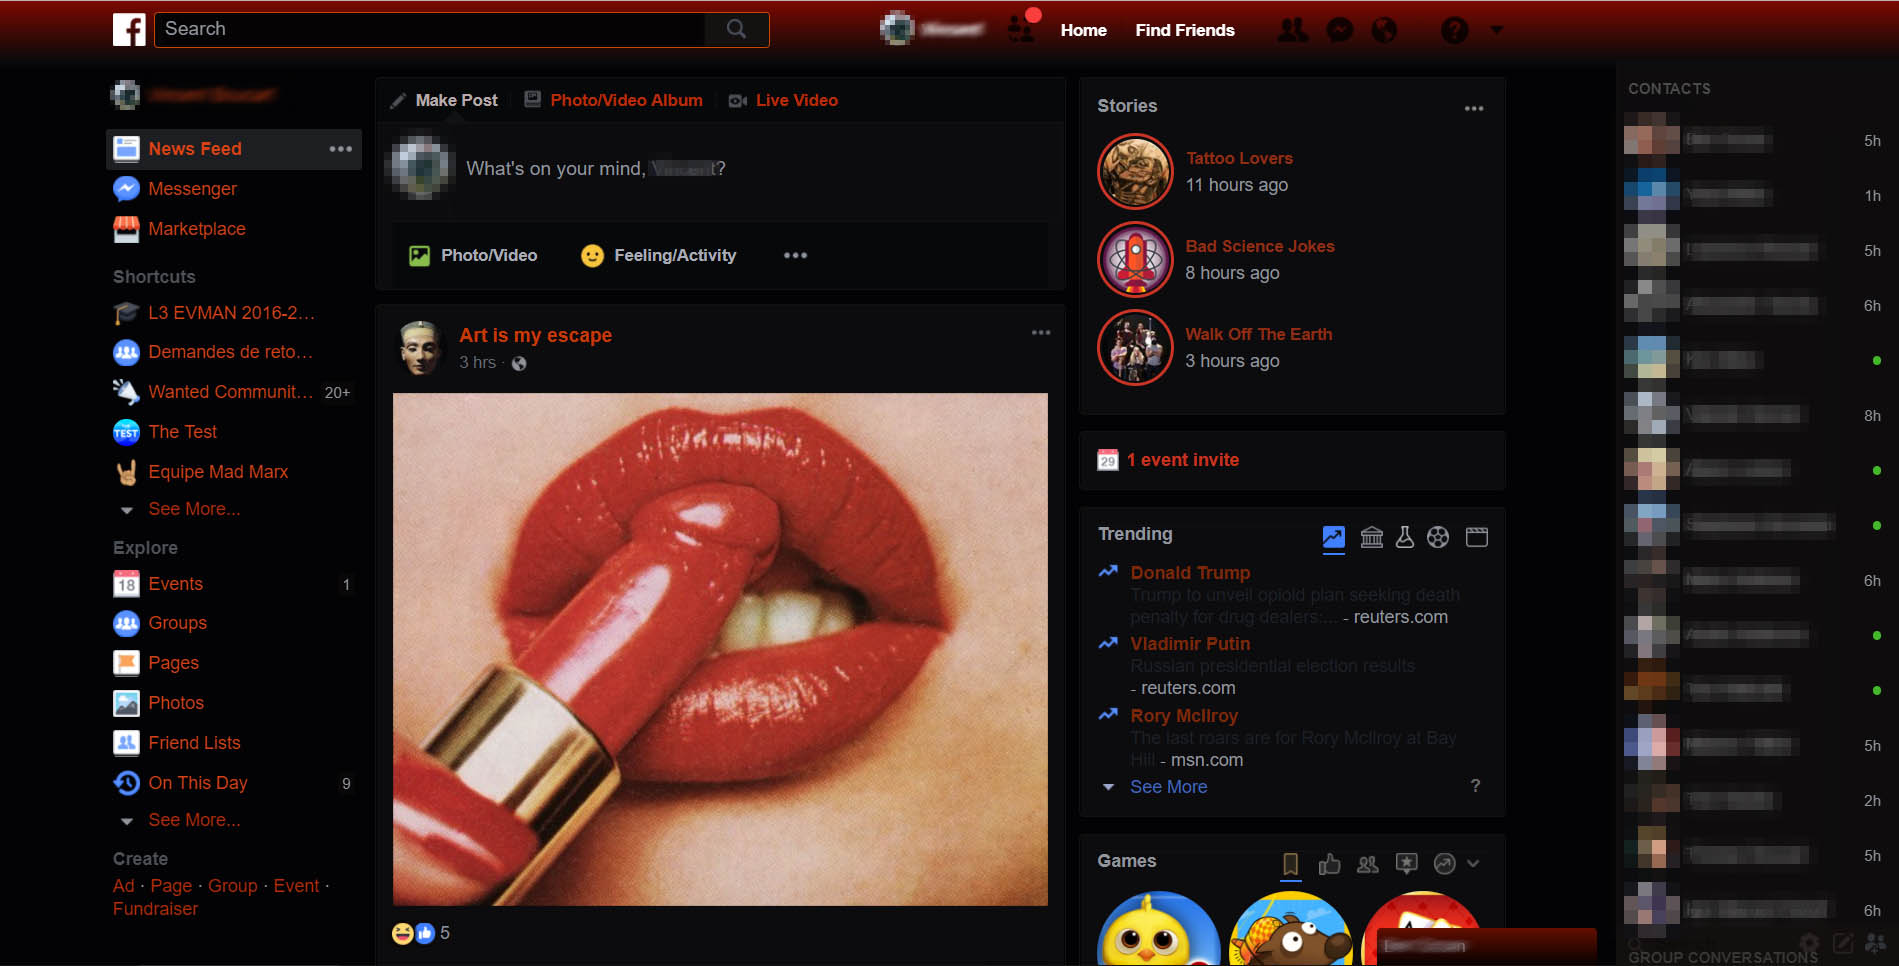 Search
Home
Find Friends
News Feed
Messenger
Marketplace
Shortcuts
L3 EVMAN 2016-2...
Demandes de reto...
Wanted Communit... 20+
The Test
Equipe Mad Marx
See More...
Explore
18 Events 1
Groups
Pages
Photos
Friend Lists
On This Day 9
See More...
Create
Ad · Page · Group · Event ·
Fundraiser
Make Post
Photo/Video Album
Live Video
What's on your mind, Vincent?
Photo/Video
Feeling/Activity
Art is my escape
3 hrs ·
5
Stories
Tattoo Lovers
11 hours ago
Bad Science Jokes
8 hours ago
Walk Off The Earth
3 hours ago
29 1 event invite
Trending
Donald Trump
Trump to unveil opioid plan seeking death
penalty for drug dealers:... - reuters.com
Vladimir Putin
Russian presidential election results
- reuters.com
Rory McIlroy
The last roars are for Rory McIlroy at Bay
Hill - msn.com
See More
?
Games
CONTACTS
5h
1h
5h
6h
8h
6h
5h
2h
5h
6h
GROUP CONVERSATIONS